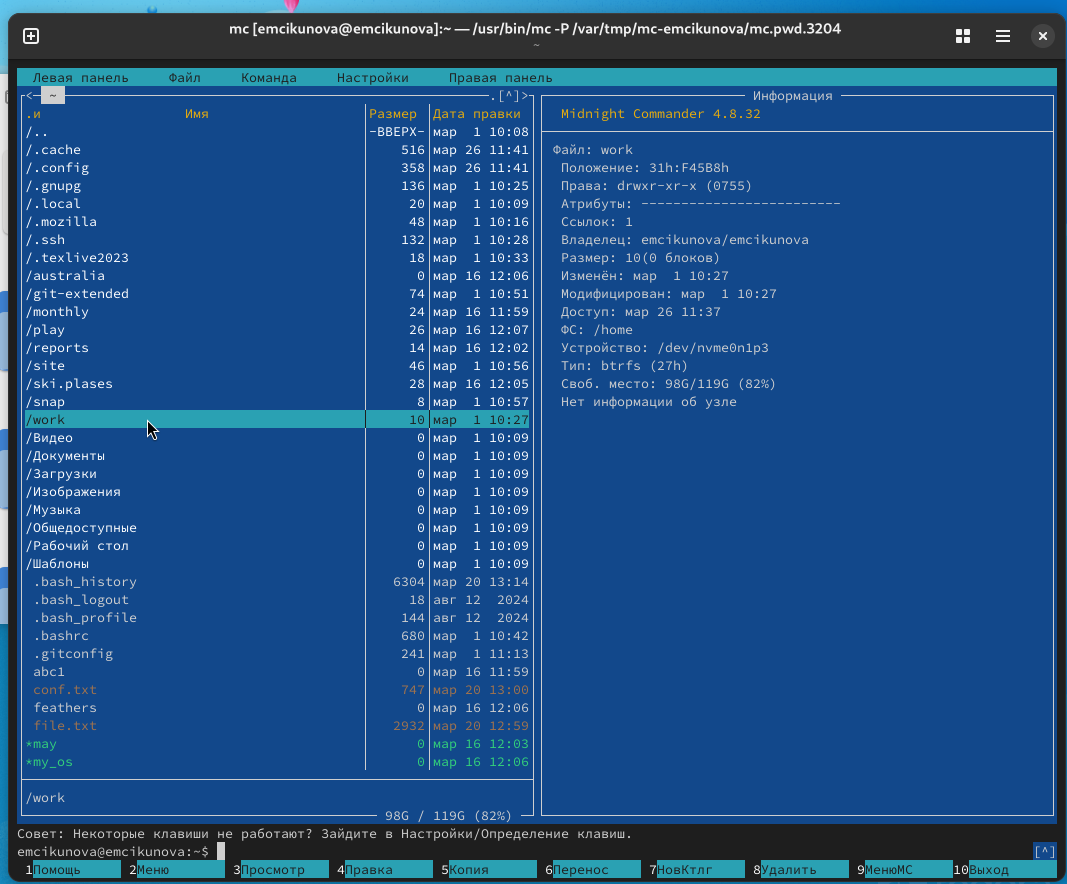 mc [emcikunova@emcikunova]:~ — /usr/bin/mc -P /var/tmp/mc-emcikunova/mc.pwd.3204
~
Левая панель Файл Команда Настройки Правая панель
<─ ~ .[^]>
.и Имя Размер Дата правки
/.. -ВВЕРХ- мар 1 10:08
/.cache 516 мар 26 11:41
/.config 358 мар 26 11:41
/.gnupg 136 мар 1 10:25
/.local 20 мар 1 10:09
/.mozilla 48 мар 1 10:16
/.ssh 132 мар 1 10:28
/.texlive2023 18 мар 1 10:33
/australia 0 мар 16 12:06
/git-extended 74 мар 1 10:51
/monthly 24 мар 16 11:59
/play 26 мар 16 12:07
/reports 14 мар 16 12:02
/site 46 мар 1 10:56
/ski.plases 28 мар 16 12:05
/snap 8 мар 1 10:57
/work 10 мар 1 10:27
/Видео 0 мар 1 10:09
/Документы 0 мар 1 10:09
/Загрузки 0 мар 1 10:09
/Изображения 0 мар 1 10:09
/Музыка 0 мар 1 10:09
/Общедоступные 0 мар 1 10:09
/Рабочий стол 0 мар 1 10:09
/Шаблоны 0 мар 1 10:09
.bash_history 6304 мар 20 13:14
.bash_logout 18 авг 12 2024
.bash_profile 144 авг 12 2024
.bashrc 680 мар 1 10:42
.gitconfig 241 мар 1 11:13
abc1 0 мар 16 11:59
conf.txt 747 мар 20 13:00
feathers 0 мар 16 12:06
file.txt 2932 мар 20 12:59
*may 0 мар 16 12:03
*my_os 0 мар 16 12:06
/work
98G / 119G (82%)
Информация
Midnight Commander 4.8.32
Файл: work
Положение: 31h:F45B8h
Права: drwxr-xr-x (0755)
Атрибуты: -------------------------
Ссылок: 1
Владелец: emcikunova/emcikunova
Размер: 10(0 блоков)
Изменён: мар 1 10:27
Модифицирован: мар 1 10:27
Доступ: мар 26 11:37
ФС: /home
Устройство: /dev/nvme0n1p3
Тип: btrfs (27h)
Своб. место: 98G/119G (82%)
Нет информации об узле
Совет: Некоторые клавиши не работают? Зайдите в Настройки/Определение клавиш.
emcikunova@emcikunova:~$ [^]
1Помощь 2Меню 3Просмотр 4Правка 5Копия 6Перенос 7НовКтлг 8Удалить 9МенюМС 10Выход